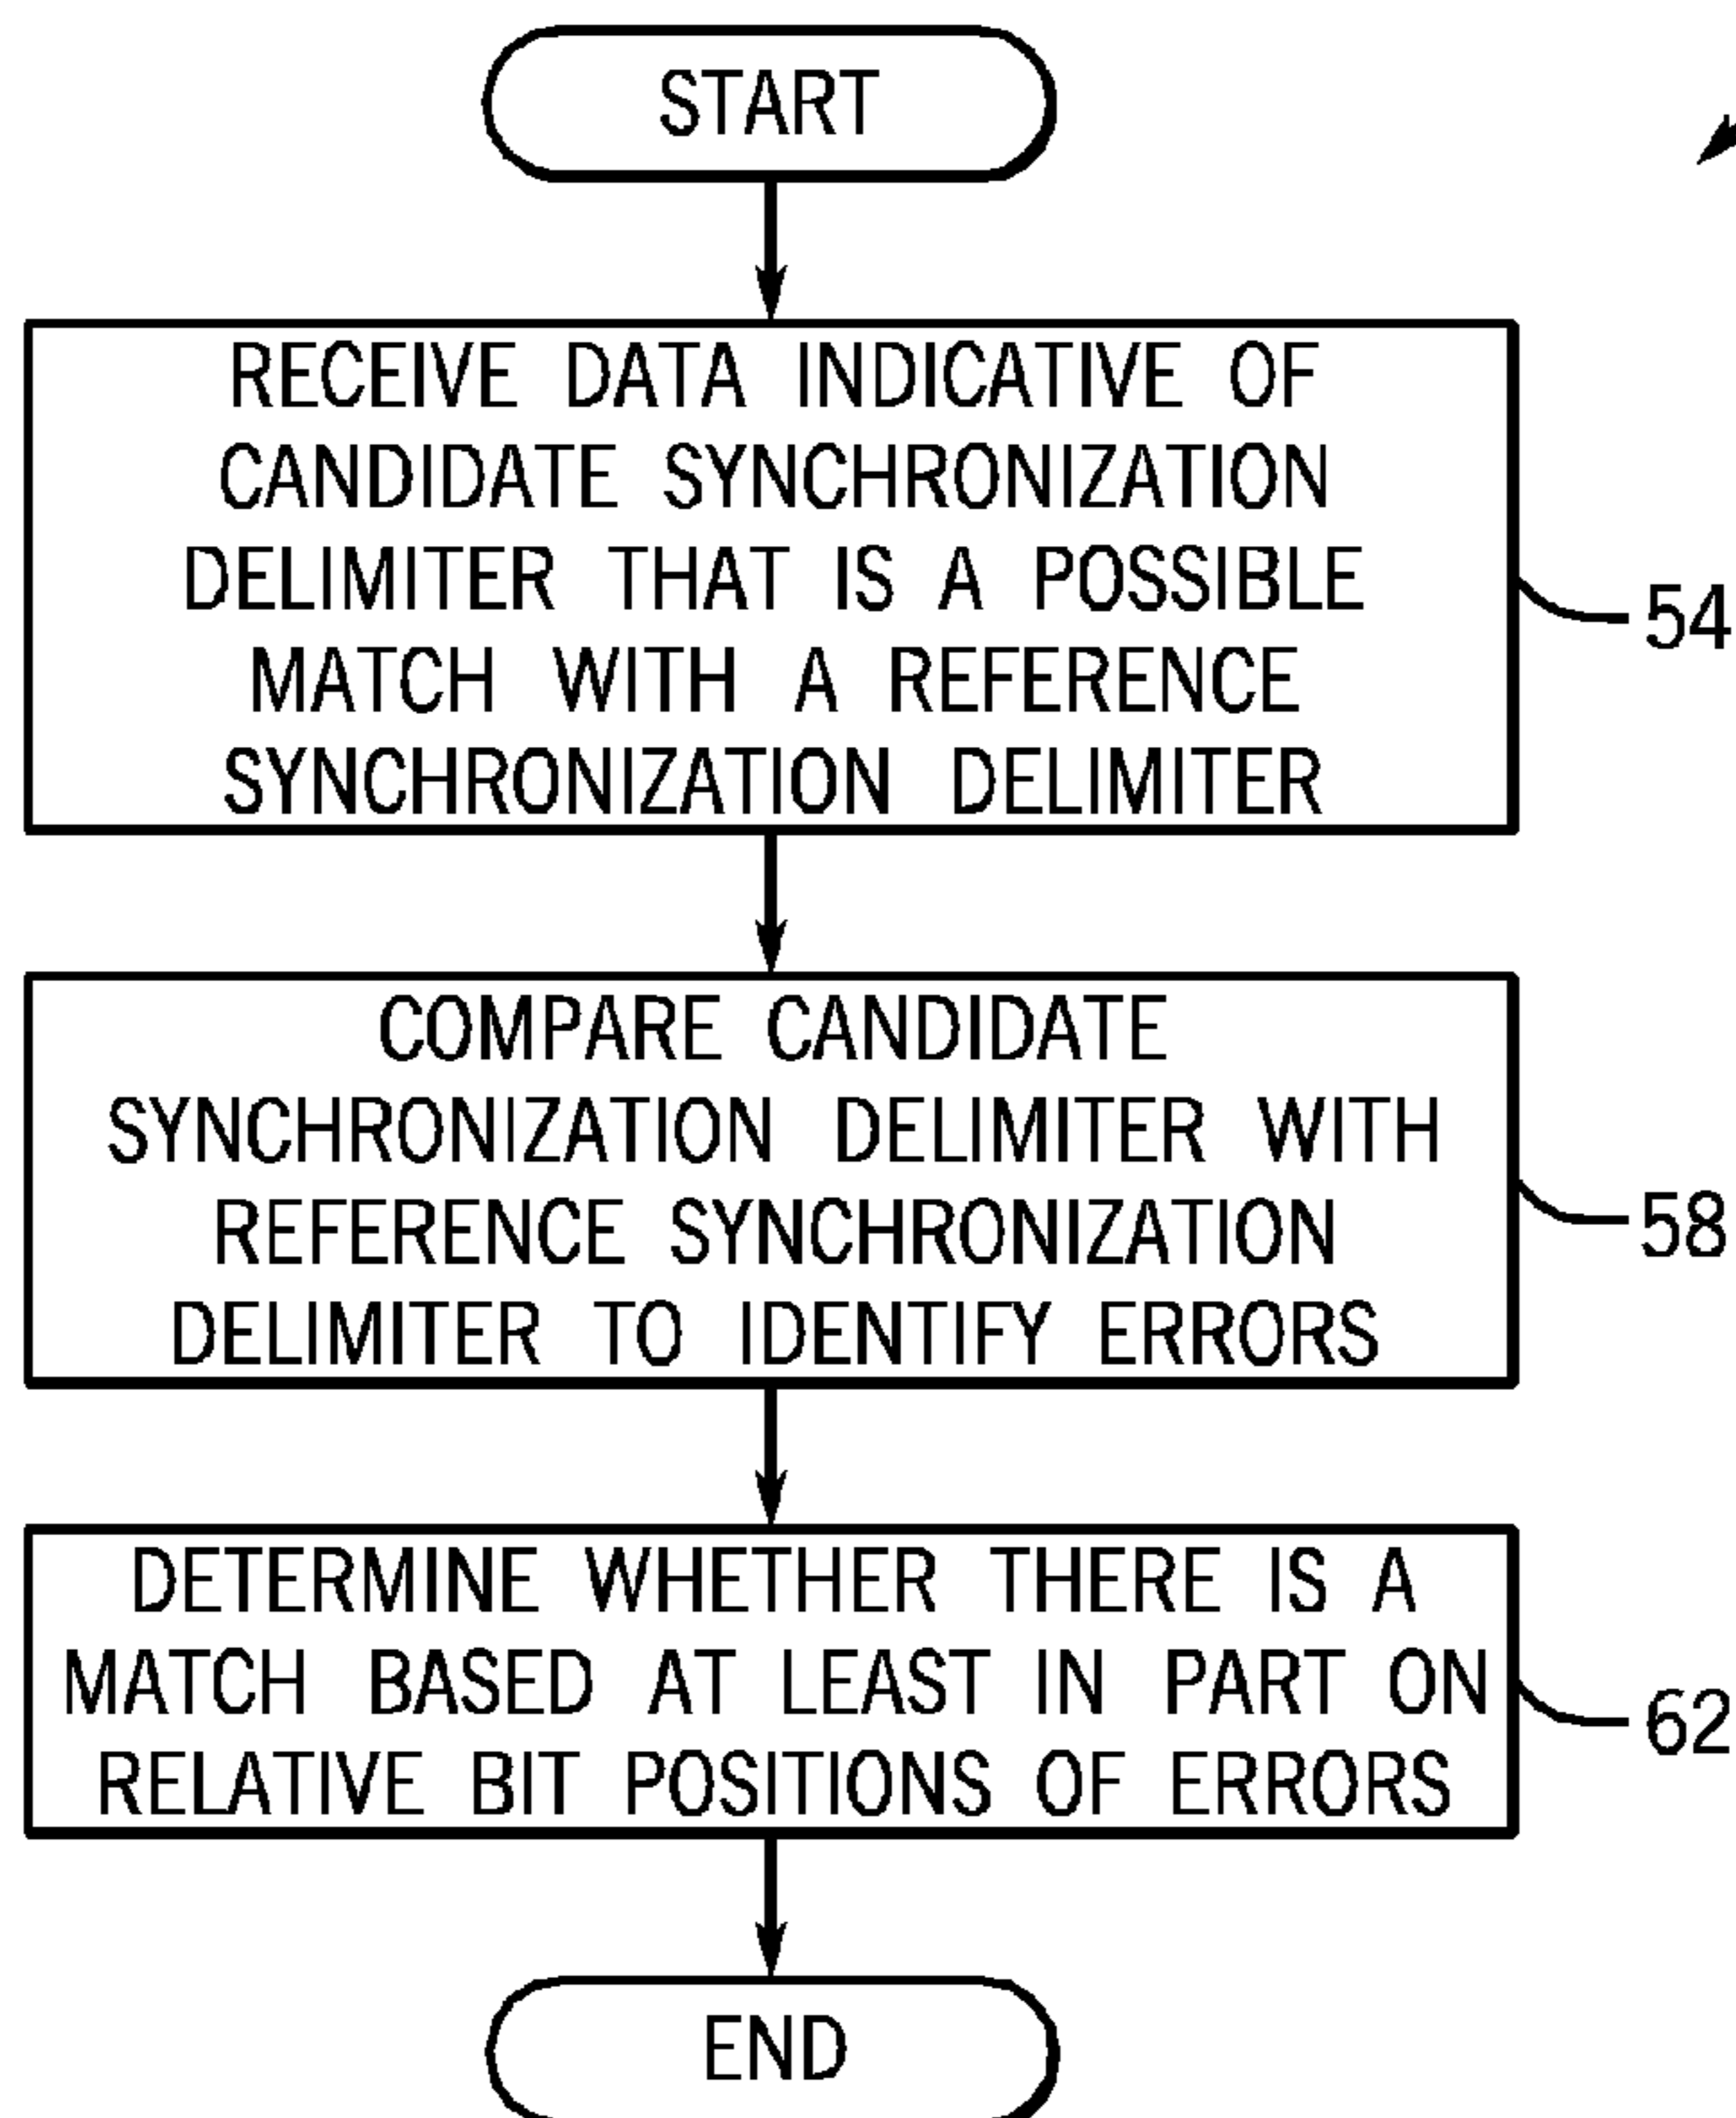 START
RECEIVE DATA INDICATIVE OF
CANDIDATE SYNCHRONIZATION
DELIMITER THAT IS A POSSIBLE
MATCH WITH A REFERENCE
SYNCHRONIZATION DELIMITER
54
COMPARE CANDIDATE
SYNCHRONIZATION DELIMITER WITH
REFERENCE SYNCHRONIZATION
DELIMITER TO IDENTIFY ERRORS
58
DETERMINE WHETHER THERE IS A
MATCH BASED AT LEAST IN PART ON
RELATIVE BIT POSITIONS OF ERRORS
62
END